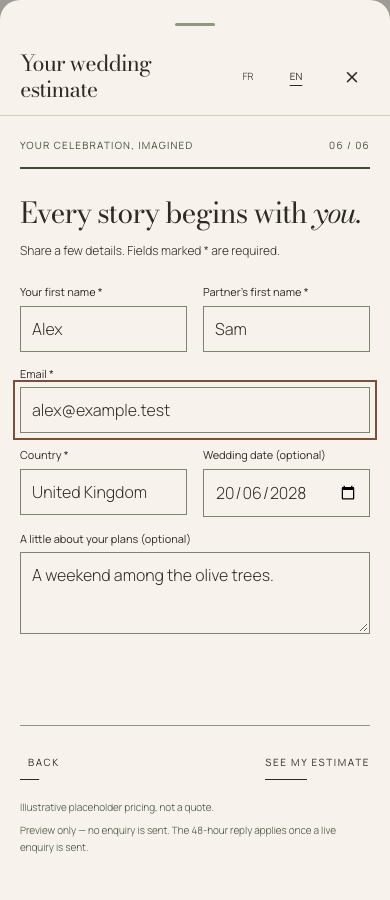 Your wedding
estimate
FR
EN
YOUR CELEBRATION, IMAGINED
06 / 06
Every story begins with you.
Share a few details. Fields marked * are required.
Your first name *
Partner's first name *
Alex
Sam
Email *
alex@example.test
Country *
Wedding date (optional)
United Kingdom
20/06/2028
A little about your plans (optional)
A weekend among the olive trees.
BACK
SEE MY ESTIMATE
Illustrative placeholder pricing, not a quote.
Preview only — no enquiry is sent. The 48-hour reply applies once a live
enquiry is sent.